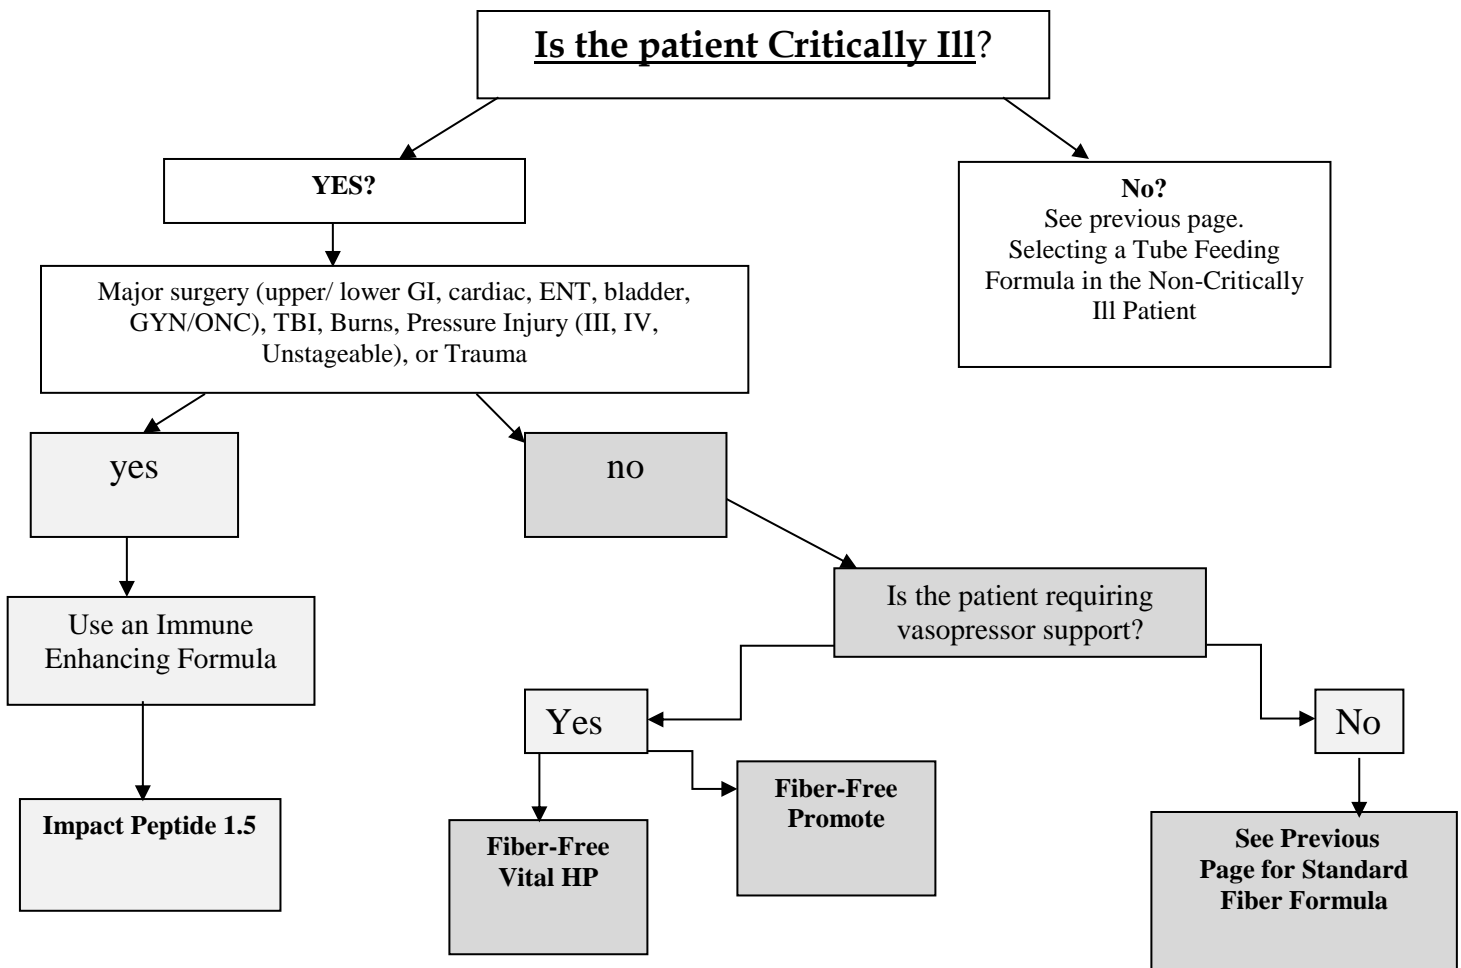 Is the patient Critically Ill?
YES?
No?
See previous page.
Selecting a Tube Feeding
Formula in the Non-Critically
Ill Patient
Major surgery (upper/ lower GI, cardiac, ENT, bladder,
GYN/ONC), TBI, Burns, Pressure Injury (III, IV,
Unstageable), or Trauma
yes
no
Is the patient requiring
vasopressor support?
Use an Immune
Enhancing Formula
Yes
No
Impact Peptide 1.5
Fiber-Free
Vital HP
Fiber-Free
Promote
See Previous
Page for Standard
Fiber Formula